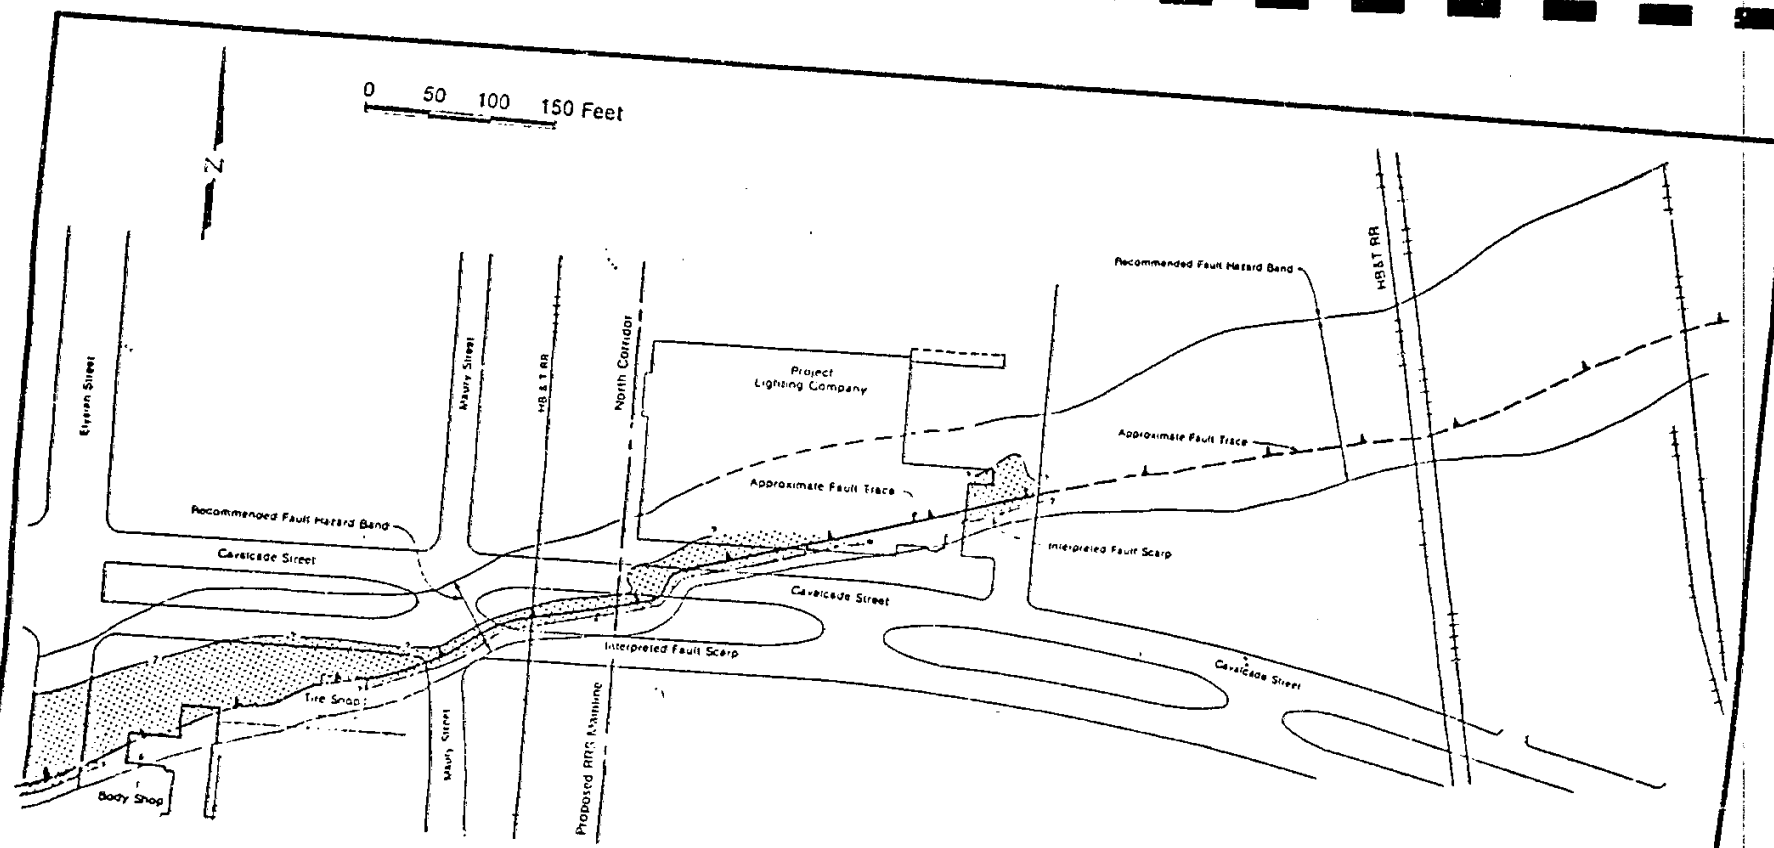 0 50 100 150 Feet
N
Elysian Street
Maury Street
HB & T RR
North Corridor
Project
Lighting Company
Recommended Fault Hazard Band
HB&T RR
Approximate Fault Trace
Approximate Fault Trace
Recommended Fault Hazard Band
Cavalcade Street
Interpreted Fault Scarp
Cavalcade Street
Interpreted Fault Scarp
Cavalcade Street
Tire Shop
Maury Street
Proposed RRS Mainline
Body Shop
?
?
?
?
?